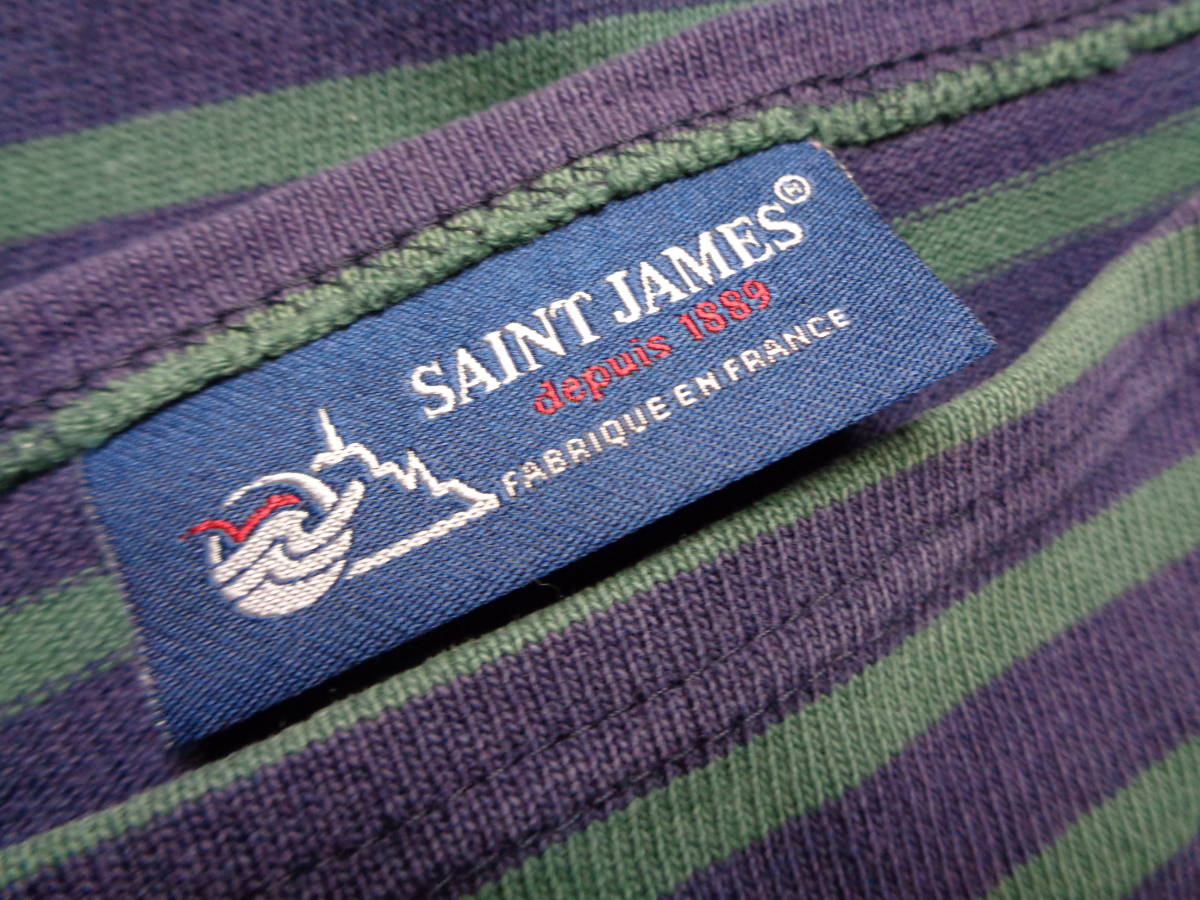 SAINT JAMES®
depuis 1889
FABRIQUE EN FRANCE